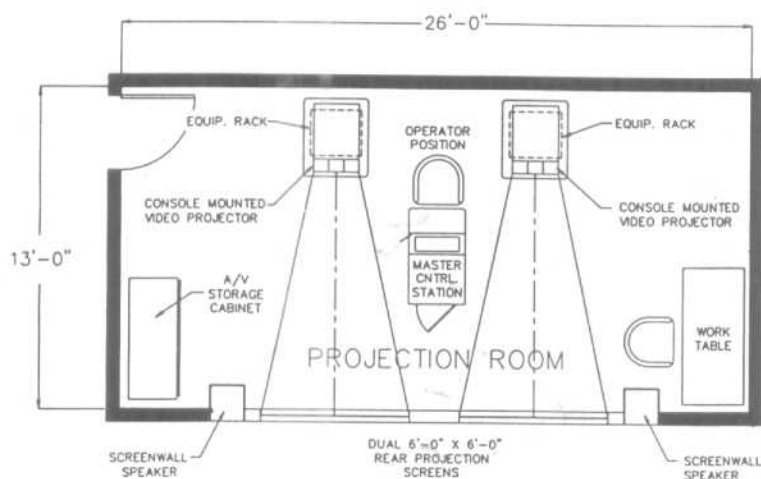 26'-0"
EQUIP. RACK
OPERATOR
POSITION
EQUIP. RACK
CONSOLE MOUNTED
VIDEO PROJECTOR
CONSOLE MOUNTED
VIDEO PROJECTOR
13'-0"
A/V
STORAGE
CABINET
MASTER
CNTRL.
STATION
WORK
TABLE
PROJECTION ROOM
SCREENWALL
SPEAKER
DUAL 6'-0" X 6'-0"
REAR PROJECTION
SCREENS
SCREENWALL
SPEAKER